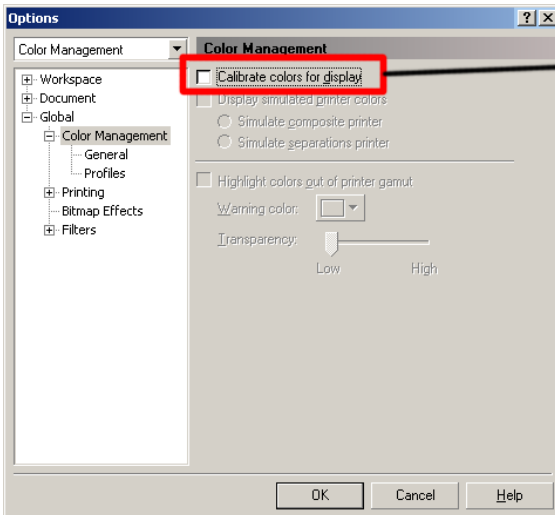 Options
Color Management
Color Management
Workspace
Document
Global
Color Management
General
Profiles
Printing
Bitmap Effects
Filters
Calibrate colors for display
Display simulated printer colors
Simulate composite printer
Simulate separations printer
Highlight colors out of printer gamut
Warning color:
Transparency:
Low High
OK Cancel Help